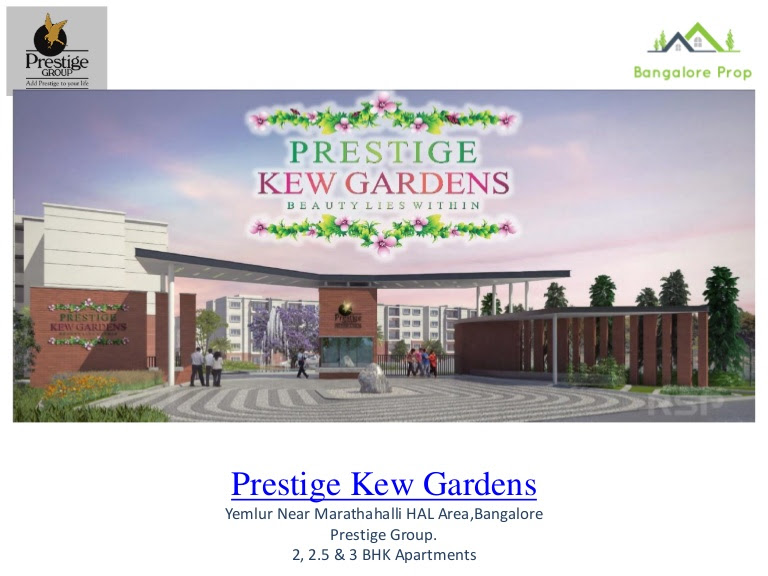 Prestige
GROUP
Add Prestige to your life
Bangalore Prop
PRESTIGE
KEW GARDENS
BEAUTY LIES WITHIN
PRESTIGE
KEW GARDENS
Prestige
RSP
Prestige Kew Gardens
Yemlur Near Marathahalli HAL Area,Bangalore
Prestige Group.
2, 2.5 & 3 BHK Apartments